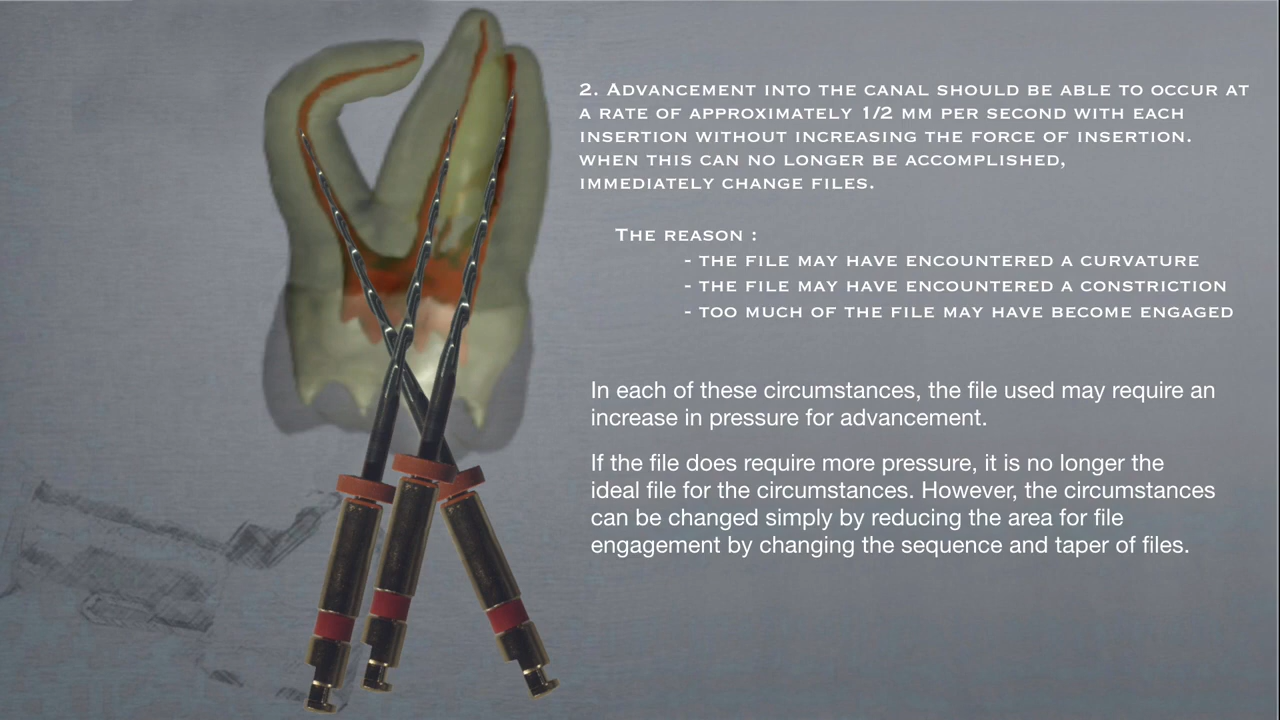 2. Advancement into the canal should be able to occur at
a rate of approximately 1/2 mm per second with each
insertion without increasing the force of insertion.
when this can no longer be accomplished,
immediately change files.
The reason :
- the file may have encountered a curvature
- the file may have encountered a constriction
- too much of the file may have become engaged
In each of these circumstances, the file used may require an
increase in pressure for advancement.
If the file does require more pressure, it is no longer the
ideal file for the circumstances. However, the circumstances
can be changed simply by reducing the area for file
engagement by changing the sequence and taper of files.